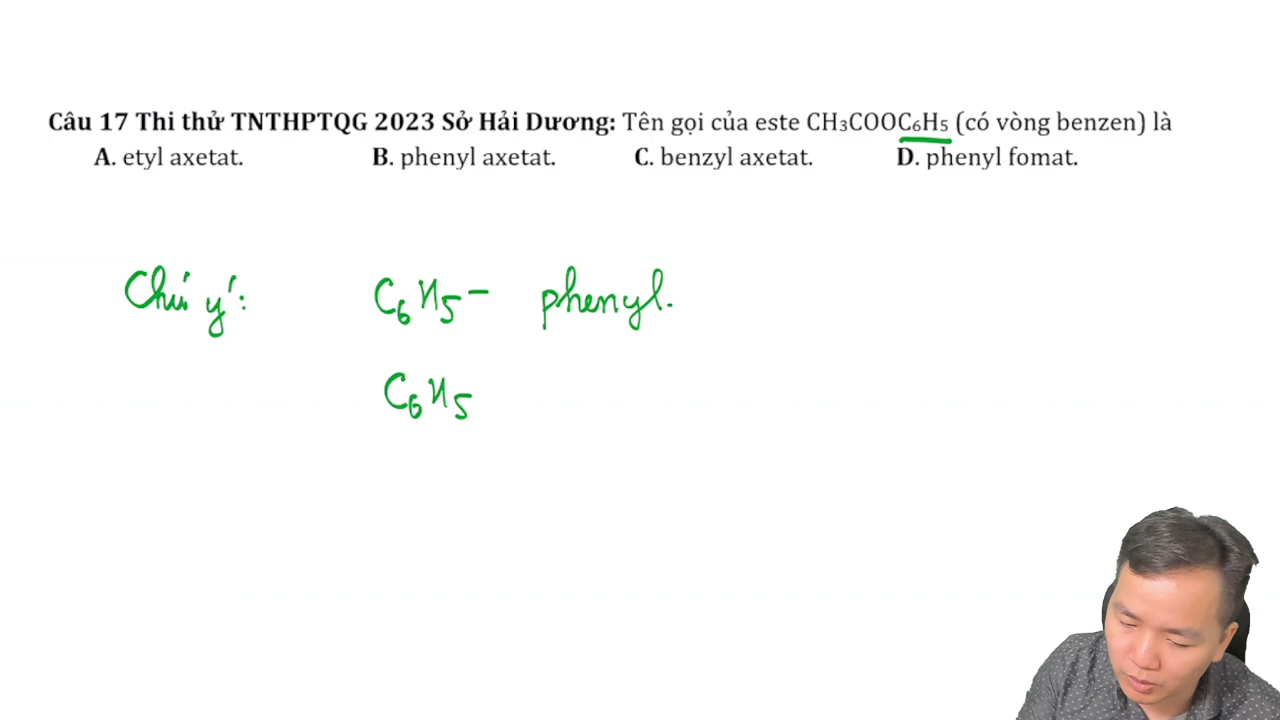 Câu 17 Thi thử TNTHPTQG 2023 Sở Hải Dương: Tên gọi của este CH₃COOC₆H₅ (có vòng benzen) là
A. etyl axetat. B. phenyl axetat. C. benzyl axetat. D. phenyl fomat.
Chú ý: C₆H₅− phenyl.
C₆H₅